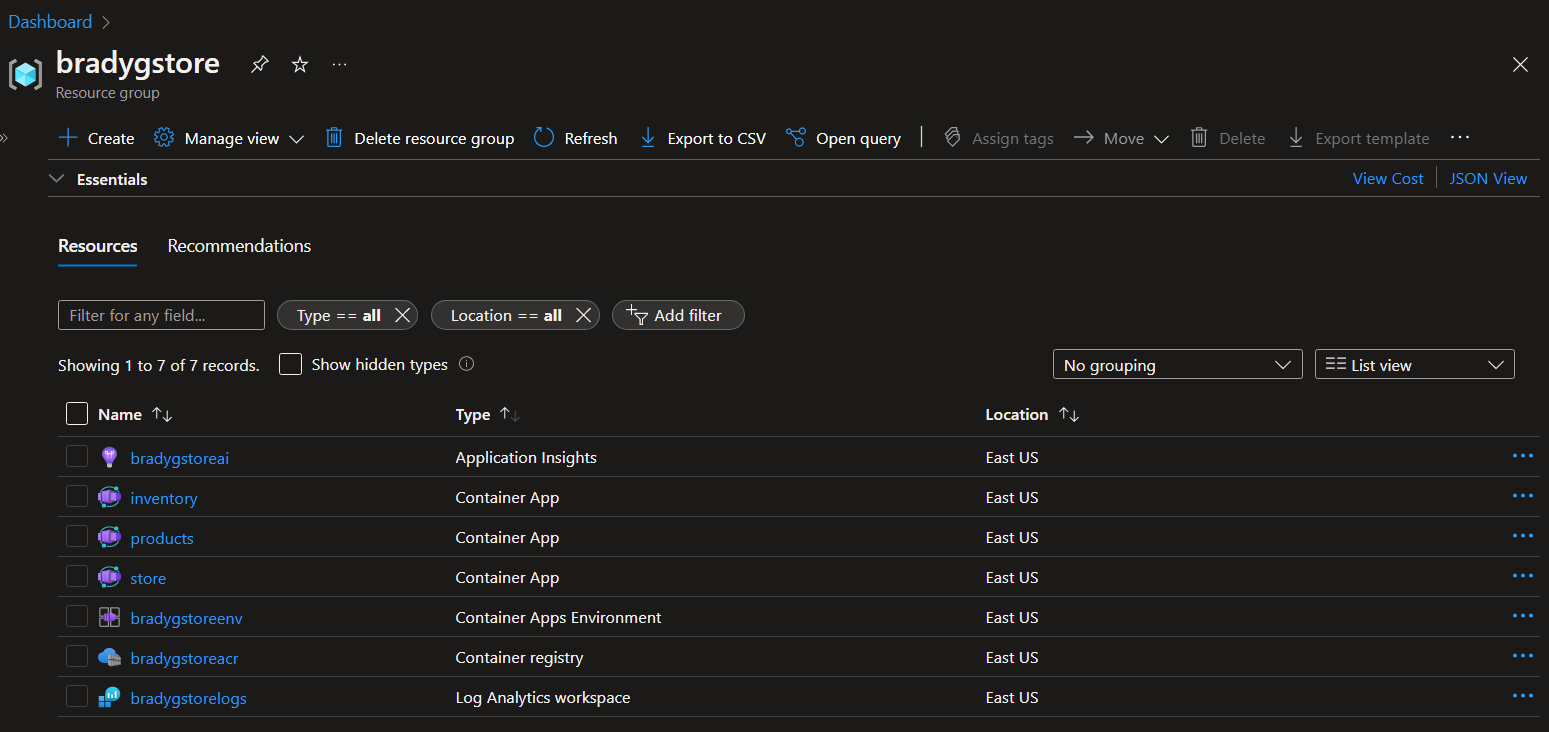 Dashboard
bradygstore
Resource group
Create Manage view Delete resource group Refresh Export to CSV Open query Assign tags Move Delete Export template
Essentials View Cost JSON View
Resources Recommendations
Filter for any field... Type == all Location == all Add filter
Showing 1 to 7 of 7 records. Show hidden types No grouping List view
Name Type Location
bradygstoreai Application Insights East US
inventory Container App East US
products Container App East US
store Container App East US
bradygstoreenv Container Apps Environment East US
bradygstoreacr Container registry East US
bradygstorelogs Log Analytics workspace East US